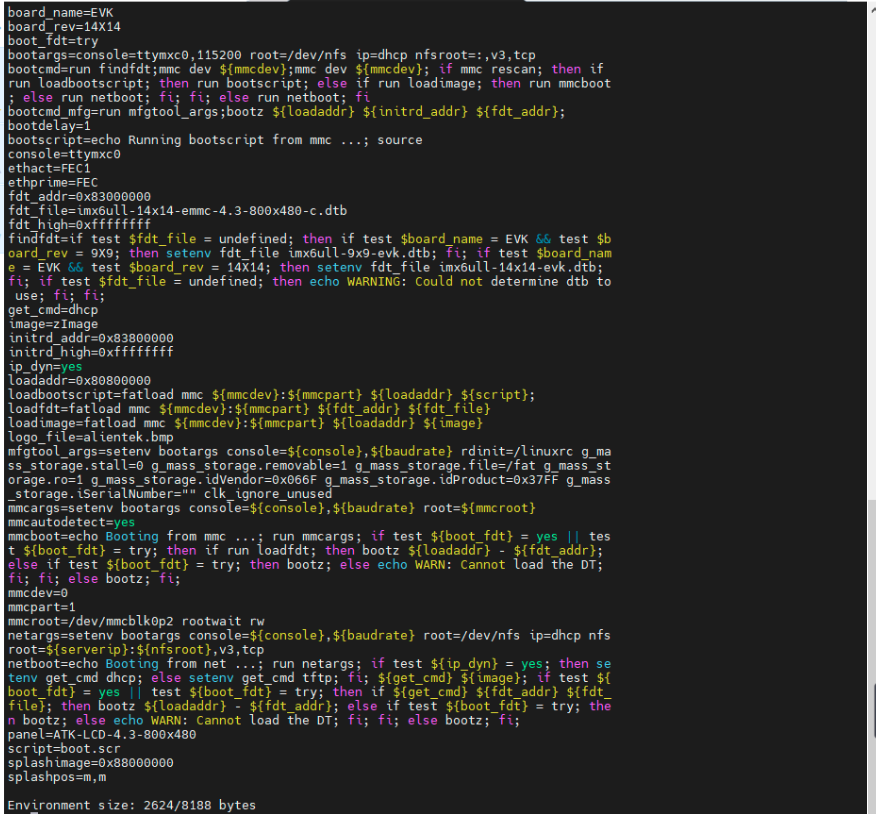 board_name=EVK
board_rev=14X14
boot_fdt=try
bootargs=console=ttymxc0,115200 root=/dev/nfs ip=dhcp nfsroot=:,v3,tcp
bootcmd=run findfdt;mmc dev ${mmcdev};mmc dev ${mmcdev}; if mmc rescan; then if
run loadbootscript; then run bootscript; else if run loadimage; then run mmcboot
; else run netboot; fi; fi; else run netboot; fi
bootcmd_mfg=run mfgtool_args;bootz ${loadaddr} ${initrd_addr} ${fdt_addr};
bootdelay=1
bootscript=echo Running bootscript from mmc ...; source
console=ttymxc0
ethact=FEC1
ethprime=FEC
fdt_addr=0x83000000
fdt_file=imx6ull-14x14-emmc-4.3-800x480-c.dtb
fdt_high=0xffffffff
findfdt=if test $fdt_file = undefined; then if test $board_name = EVK && test $b
oard_rev = 9X9; then setenv fdt_file imx6ull-9x9-evk.dtb; fi; if test $board_nam
e = EVK && test $board_rev = 14X14; then setenv fdt_file imx6ull-14x14-evk.dtb;
fi; if test $fdt_file = undefined; then echo WARNING: Could not determine dtb to
 use; fi; fi;
get_cmd=dhcp
image=zImage
initrd_addr=0x83800000
initrd_high=0xffffffff
ip_dyn=yes
loadaddr=0x80800000
loadbootscript=fatload mmc ${mmcdev}:${mmcpart} ${loadaddr} ${script};
loadfdt=fatload mmc ${mmcdev}:${mmcpart} ${fdt_addr} ${fdt_file}
loadimage=fatload mmc ${mmcdev}:${mmcpart} ${loadaddr} ${image}
logo_file=alientek.bmp
mfgtool_args=setenv bootargs console=${console},${baudrate} rdinit=/linuxrc g_ma
ss_storage.stall=0 g_mass_storage.removable=1 g_mass_storage.file=/fat g_mass_st
orage.ro=1 g_mass_storage.idVendor=0x066F g_mass_storage.idProduct=0x37FF g_mass
_storage.iSerialNumber="" clk_ignore_unused
mmcargs=setenv bootargs console=${console},${baudrate} root=${mmcroot}
mmcautodetect=yes
mmcboot=echo Booting from mmc ...; run mmcargs; if test ${boot_fdt} = yes || tes
t ${boot_fdt} = try; then if run loadfdt; then bootz ${loadaddr} - ${fdt_addr};
else if test ${boot_fdt} = try; then bootz; else echo WARN: Cannot load the DT;
fi; fi; else bootz; fi;
mmcdev=0
mmcpart=1
mmcroot=/dev/mmcblk0p2 rootwait rw
netargs=setenv bootargs console=${console},${baudrate} root=/dev/nfs ip=dhcp nfs
root=${serverip}:${nfsroot},v3,tcp
netboot=echo Booting from net ...; run netargs; if test ${ip_dyn} = yes; then se
tenv get_cmd dhcp; else setenv get_cmd tftp; fi; ${get_cmd} ${image}; if test ${
boot_fdt} = yes || test ${boot_fdt} = try; then if ${get_cmd} ${fdt_addr} ${fdt_
file}; then bootz ${loadaddr} - ${fdt_addr}; else if test ${boot_fdt} = try; the
n bootz; else echo WARN: Cannot load the DT; fi; fi; else bootz; fi;
panel=ATK-LCD-4.3-800x480
script=boot.scr
splashimage=0x88000000
splashpos=m,m

Environment size: 2624/8188 bytes